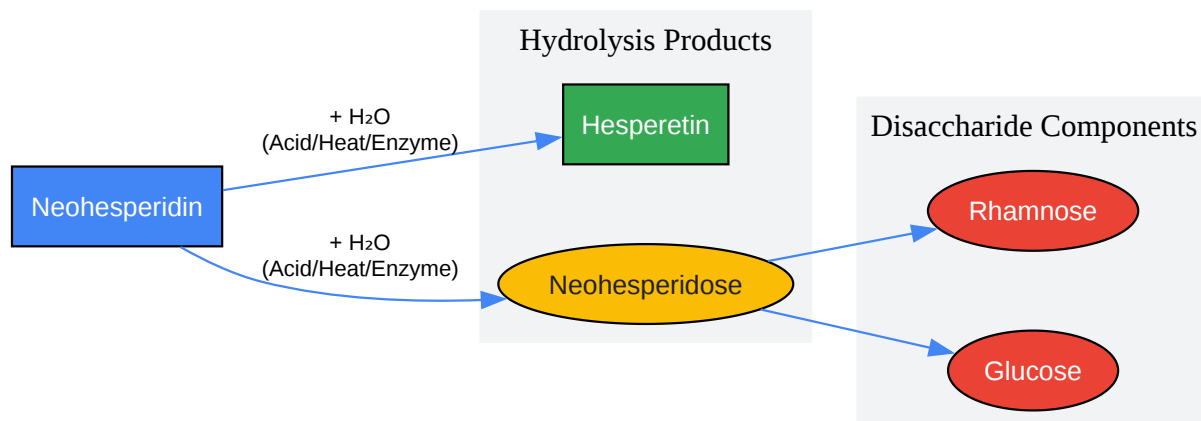 Hydrolysis Products
+ H₂O
(Acid/Heat/Enzyme)
Hesperetin
Disaccharide Components
Neohesperidin
Rhamnose
+ H₂O
(Acid/Heat/Enzyme)
Neohesperidose
Glucose